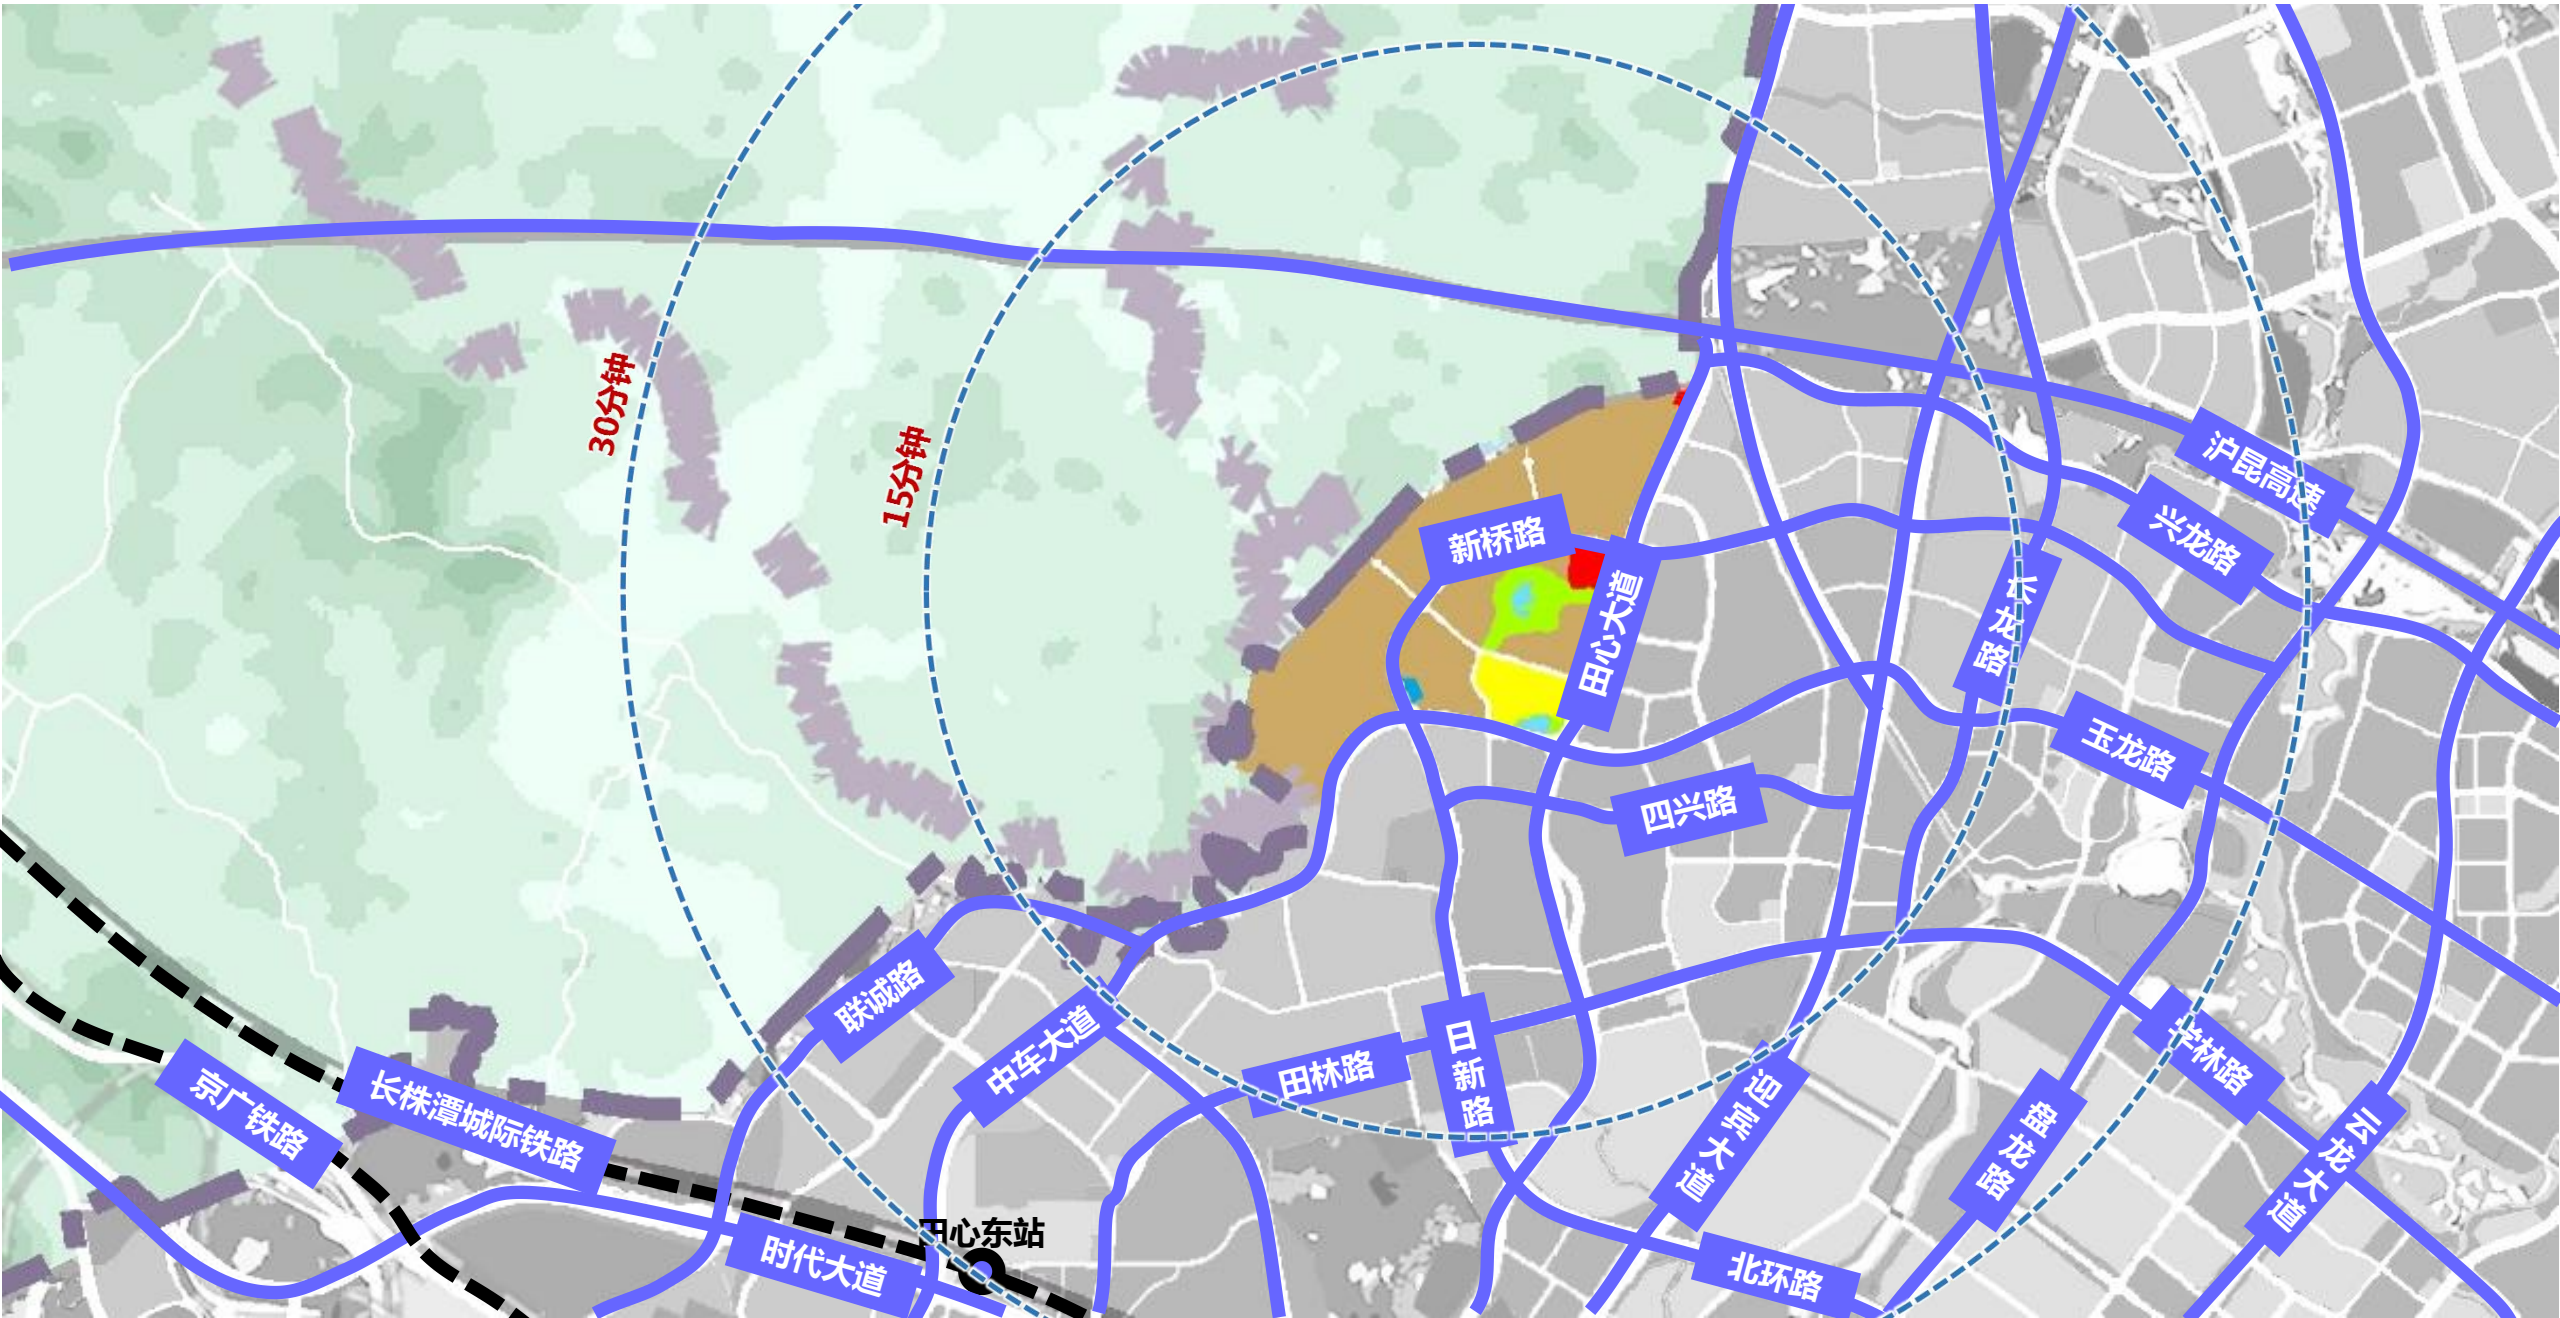 30分钟
15分钟
沪昆高速
兴龙路
新桥路
长龙路
田心大道
玉龙路
四兴路
联诚路
中车大道
田林路
日新路
学林路
迎宾大道
盘龙路
云龙大道
京广铁路
长株潭城际铁路
田心东站
时代大道
北环路